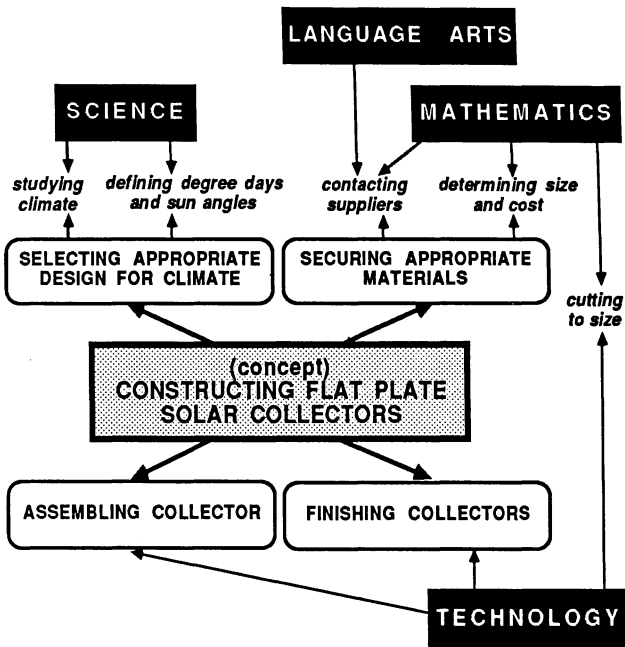 LANGUAGE ARTS
SCIENCE
MATHEMATICS
studying
climate
defining degree days
and sun angles
contacting
suppliers
determining size
and cost
SELECTING APPROPRIATE
DESIGN FOR CLIMATE
SECURING APPROPRIATE
MATERIALS
cutting
to size
(concept)
CONSTRUCTING FLAT PLATE
SOLAR COLLECTORS
ASSEMBLING COLLECTOR
FINISHING COLLECTORS
TECHNOLOGY